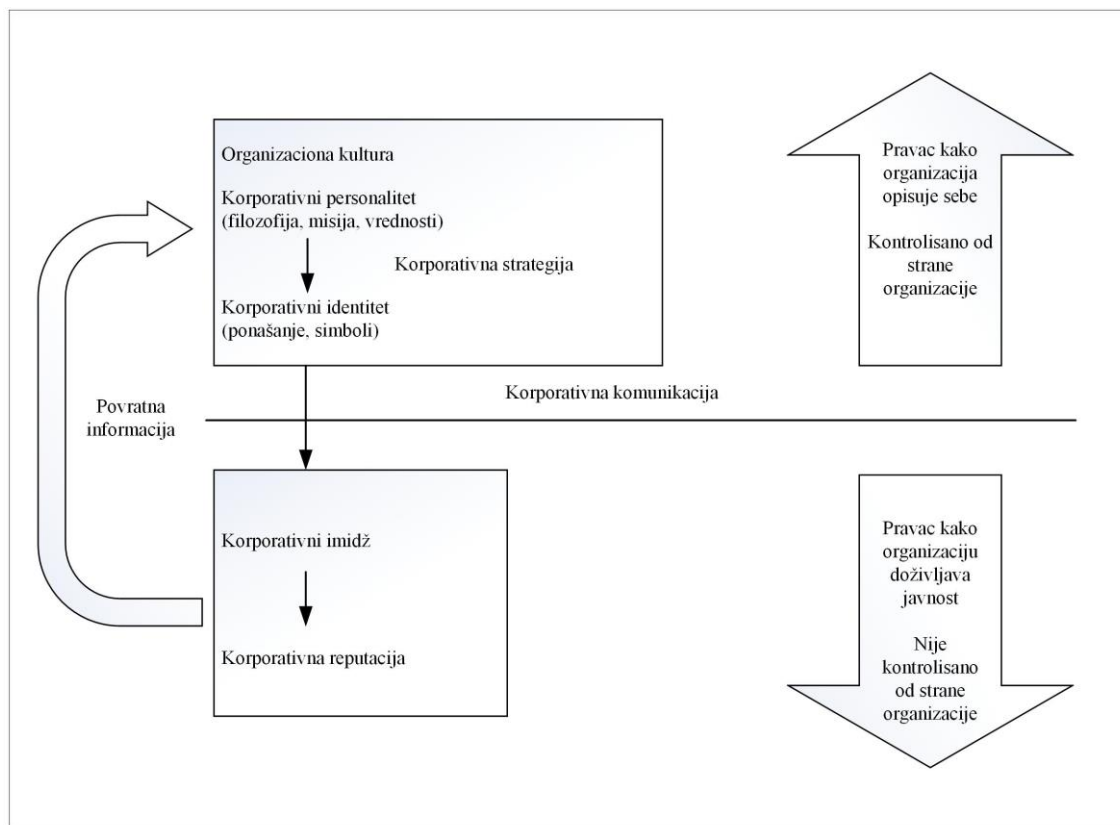 Organizaciona kultura
Korporativni personalitet
(filozofija, misija, vrednosti)
Korporativna strategija
Korporativni identitet
(ponašanje, simboli)
Pravac kako
organizacija
opisuje sebe
Kontrolisano od
strane
organizacije
Korporativna komunikacija
Povratna
informacija
Korporativni imidž
Korporativna reputacija
Pravac kako
organizaciju
doživljava
javnost
Nije
kontrolisano
od strane
organizacije